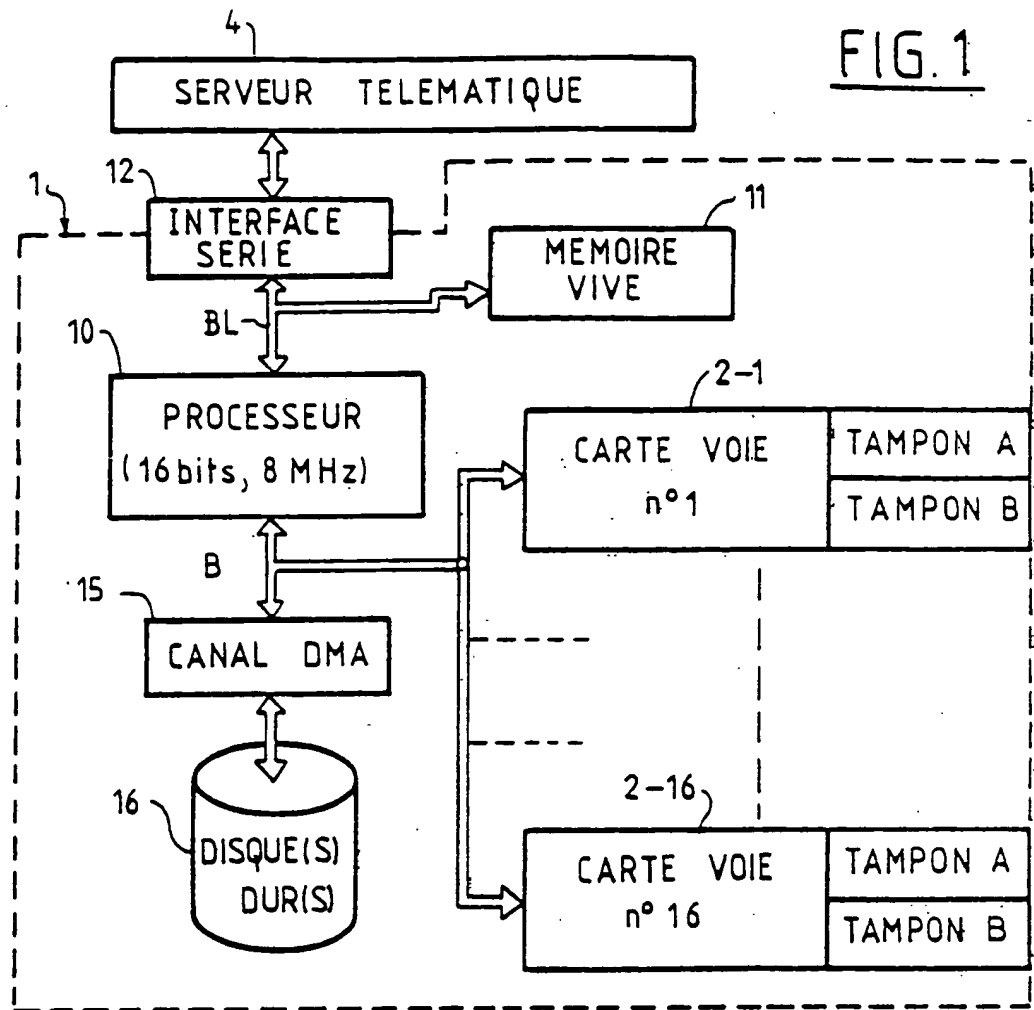 FIG. 1
4
SERVEUR TELEMATIQUE
12
1
INTERFACE
SERIE
11
MEMOIRE
VIVE
BL
10
PROCESSEUR
(16 bits, 8 MHz)
2-1
CARTE VOIE
n° 1
TAMPON A
TAMPON B
B
15
CANAL DMA
16
DISQUE(S)
DUR(S)
2-16
CARTE VOIE
n° 16
TAMPON A
TAMPON B